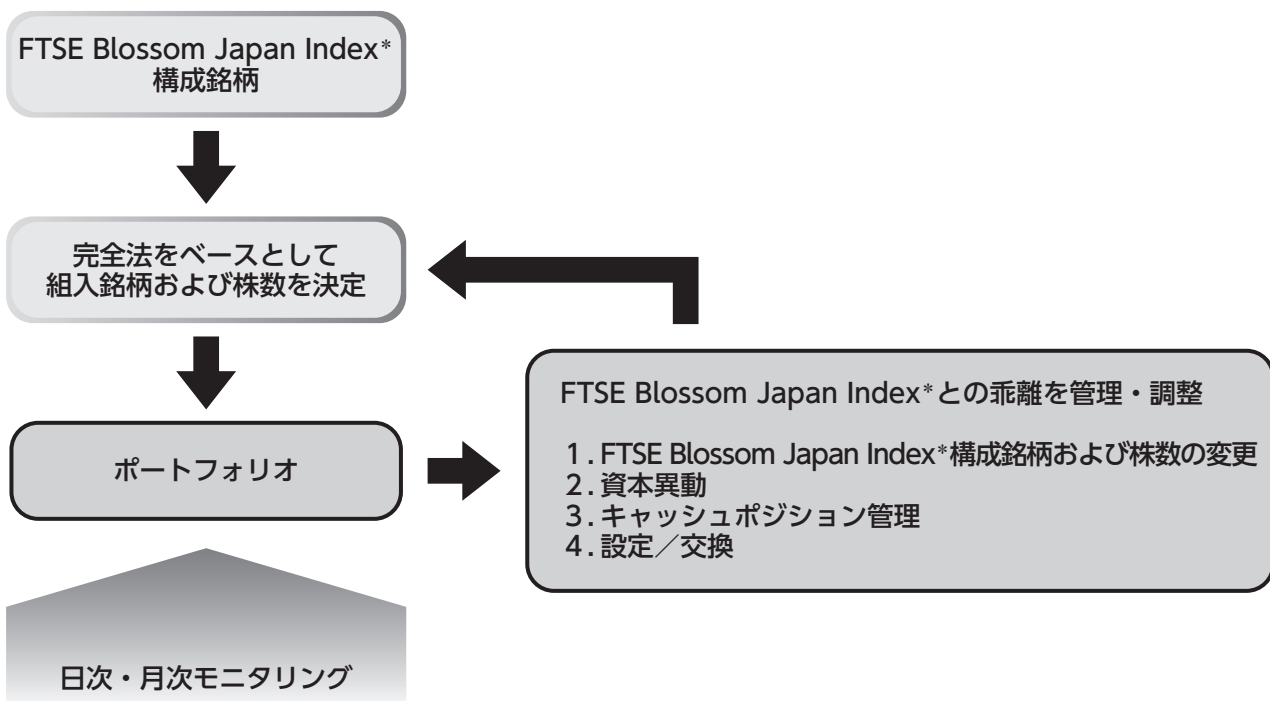 FTSE Blossom Japan Index*
構成銘柄
完全法をベースとして
組入銘柄および株数を決定
ポートフォリオ
FTSE Blossom Japan Index*との乖離を管理・調整
1.FTSE Blossom Japan Index*構成銘柄および株数の変更
2.資本異動
3.キャッシュポジション管理
4.設定／交換
日次・月次モニタリング